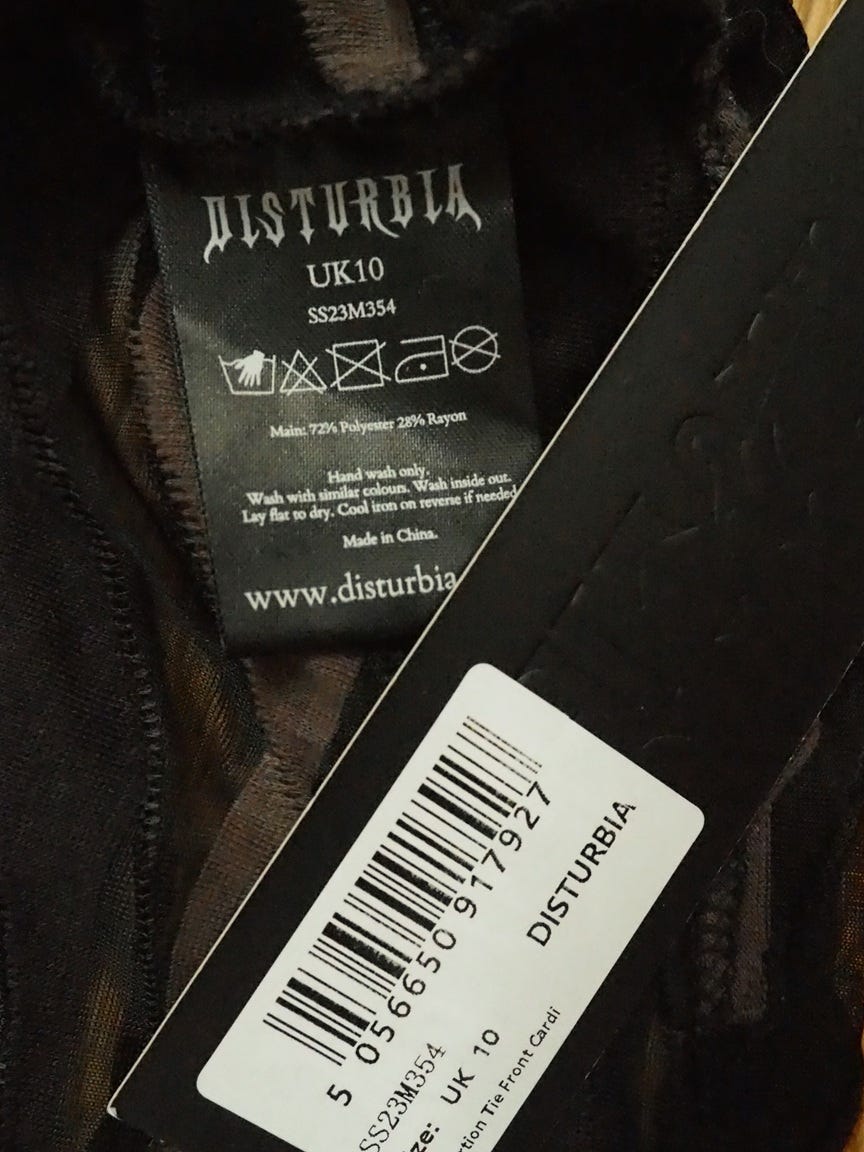 DISTURBIA
UK10
SS23M354
Main: 72% Polyester 28% Rayon
Hand wash only.
Wash with similar colours. Wash inside out.
Lay flat to dry. Cool iron on reverse if needed
Made in China.
www.disturbia
5 056650 917927
DISTURBIA
SS23M354
ze: UK 10
rtion Tie Front Cardi